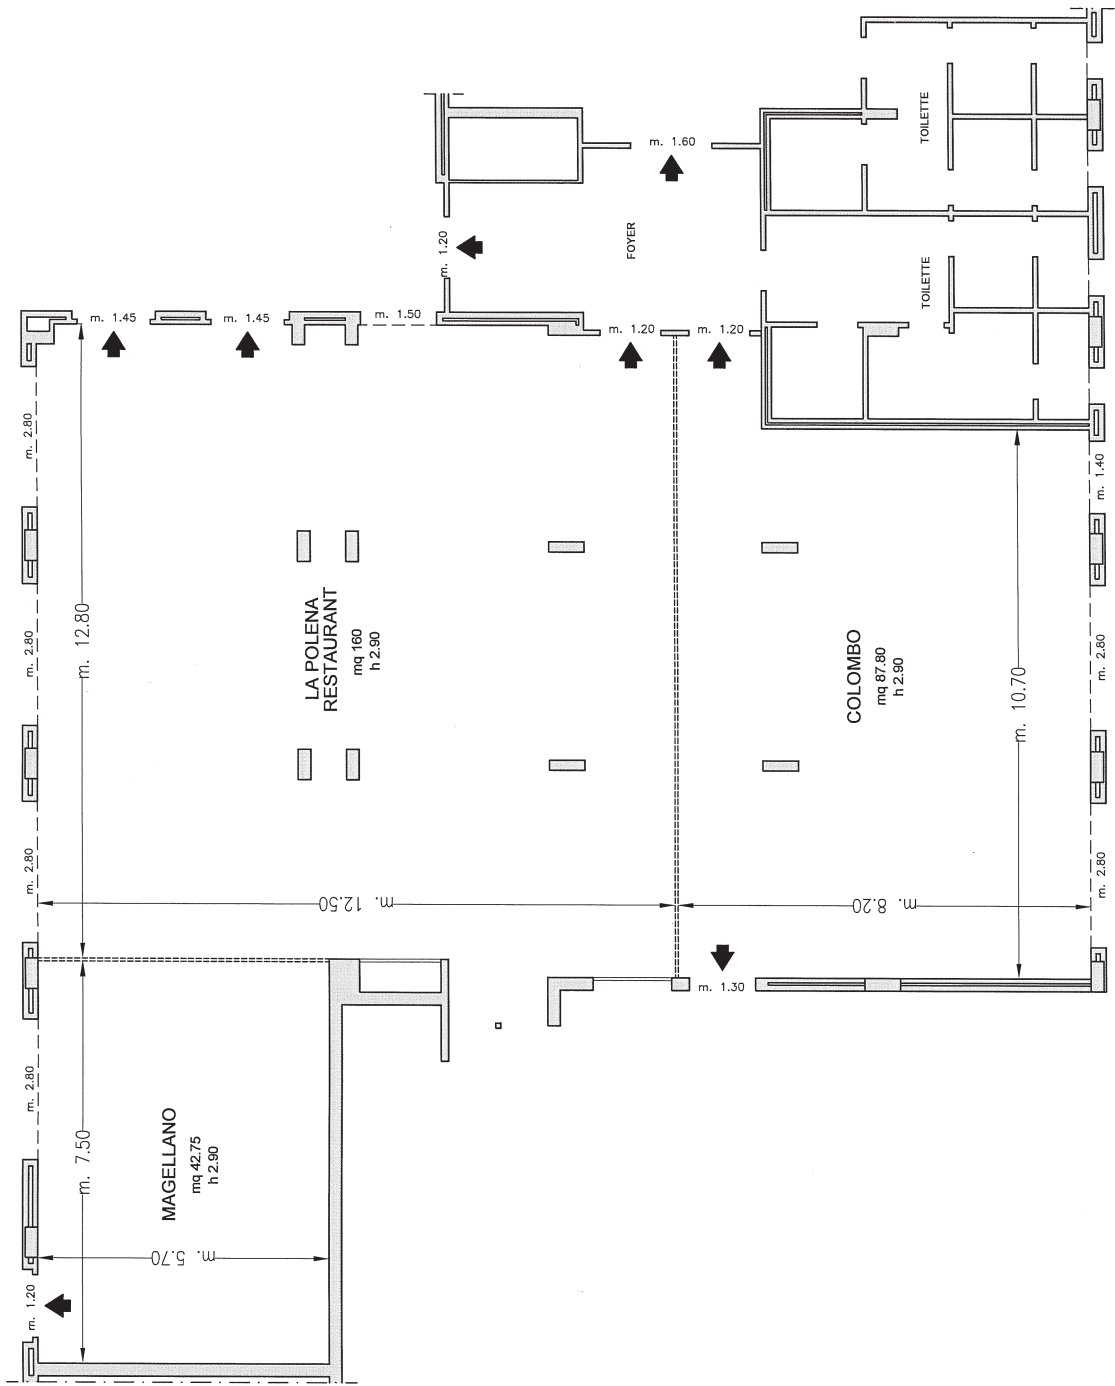 TOILETTE
m. 1.60
m. 1.20
FOYER
TOILETTE
m. 1.45
m. 1.45
m. 1.50
m. 1.20
m. 1.20
m. 2.80
m. 1.40
m. 12.80
m. 2.80
LA POLENA
RESTAURANT
mq 160
h 2.90
COLOMBO
mq 87.80
h 2.90
m. 10.70
m. 2.80
m. 2.80
m. 2.80
m. 12.50
m. 8.20
m. 1.30
m. 2.80
m. 7.50
MAGELLANO
mq 42.75
h 2.90
m. 5.70
m. 1.20